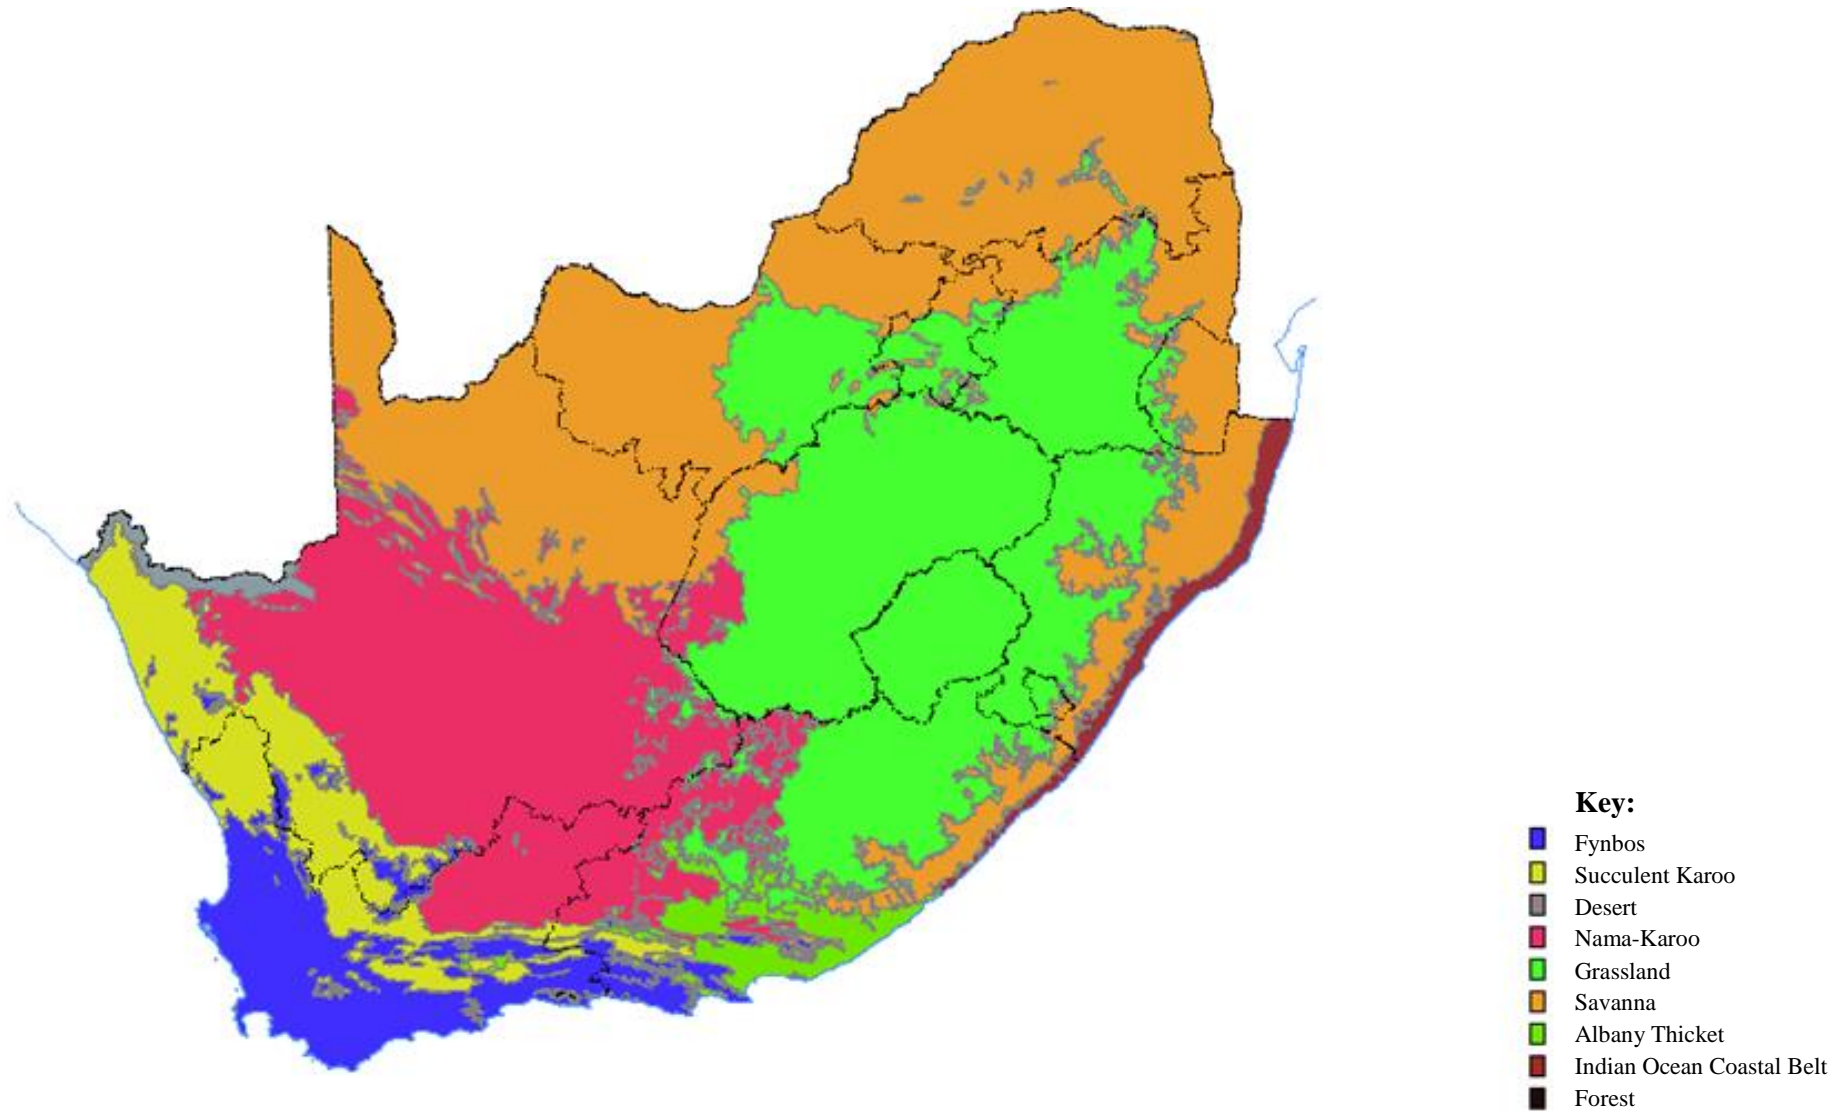 Key:
Fynbos
Succulent Karoo
Desert
Nama-Karoo
Grassland
Savanna
Albany Thicket
Indian Ocean Coastal Belt
Forest